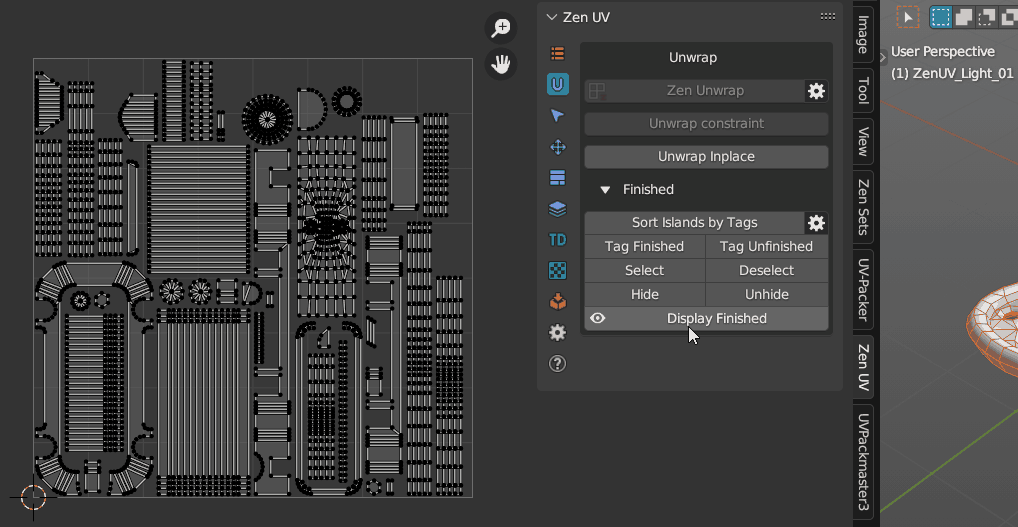 Zen UV
Unwrap
Zen Unwrap
Unwrap constraint
Unwrap Inplace
Finished
Sort Islands by Tags
Tag Finished
Tag Unfinished
Select
Deselect
Hide
Unhide
Display Finished
TD
Image
Tool
View
Zen Sets
UV-Packer
Zen UV
UVPackmaster3
User Perspective
(1) ZenUV_Light_01